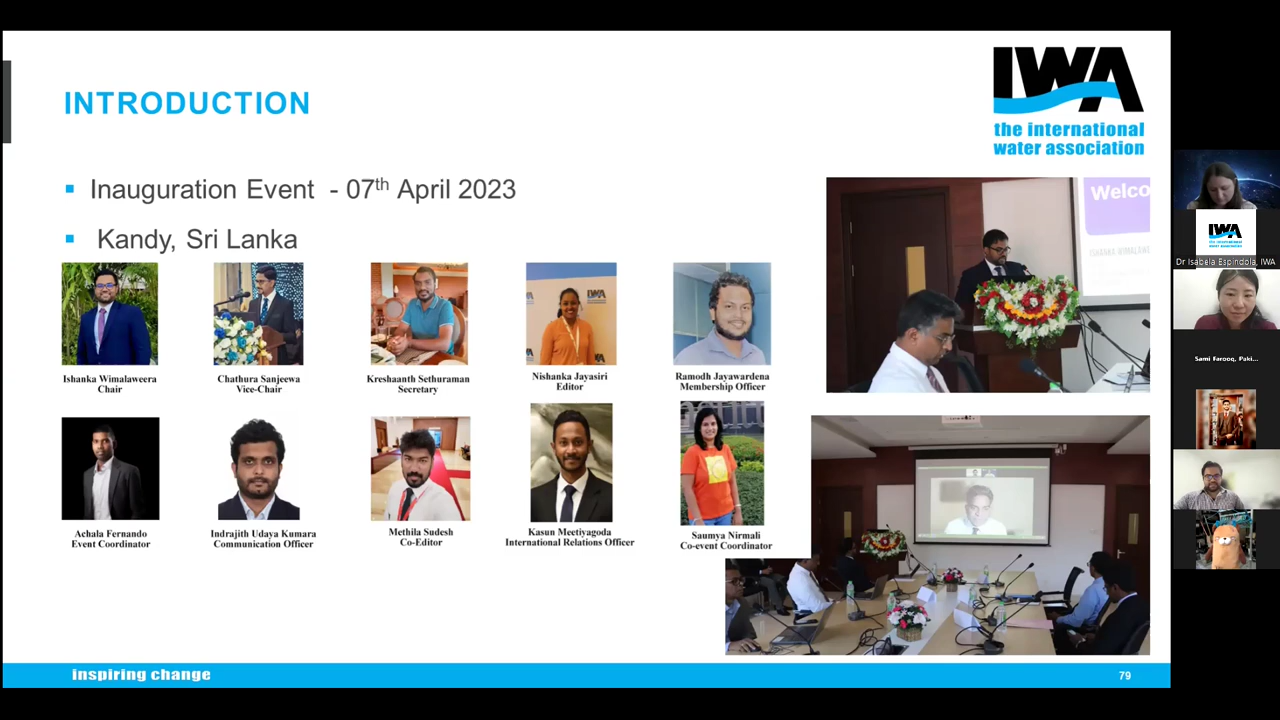 IWA
the international
water association
INTRODUCTION
▪ Inauguration Event - 07th April 2023
▪ Kandy, Sri Lanka
Ishanka Wimalaweera
Chair
Chathura Sanjeewa
Vice-Chair
Kreshaanth Sethuraman
Secretary
Nishanka Jayasiri
Editor
Ramodh Jayawardena
Membership Officer
Achala Fernando
Event Coordinator
Indrajith Udaya Kumara
Communication Officer
Methila Sudesh
Co-Editor
Kasun Meetiyagoda
International Relations Officer
Saumya Nirmali
Co-event Coordinator
Welco
IWA
inspiring change
79
IWA
Dr Isabela Espindola, IWA
Sami Farooq, Paki...